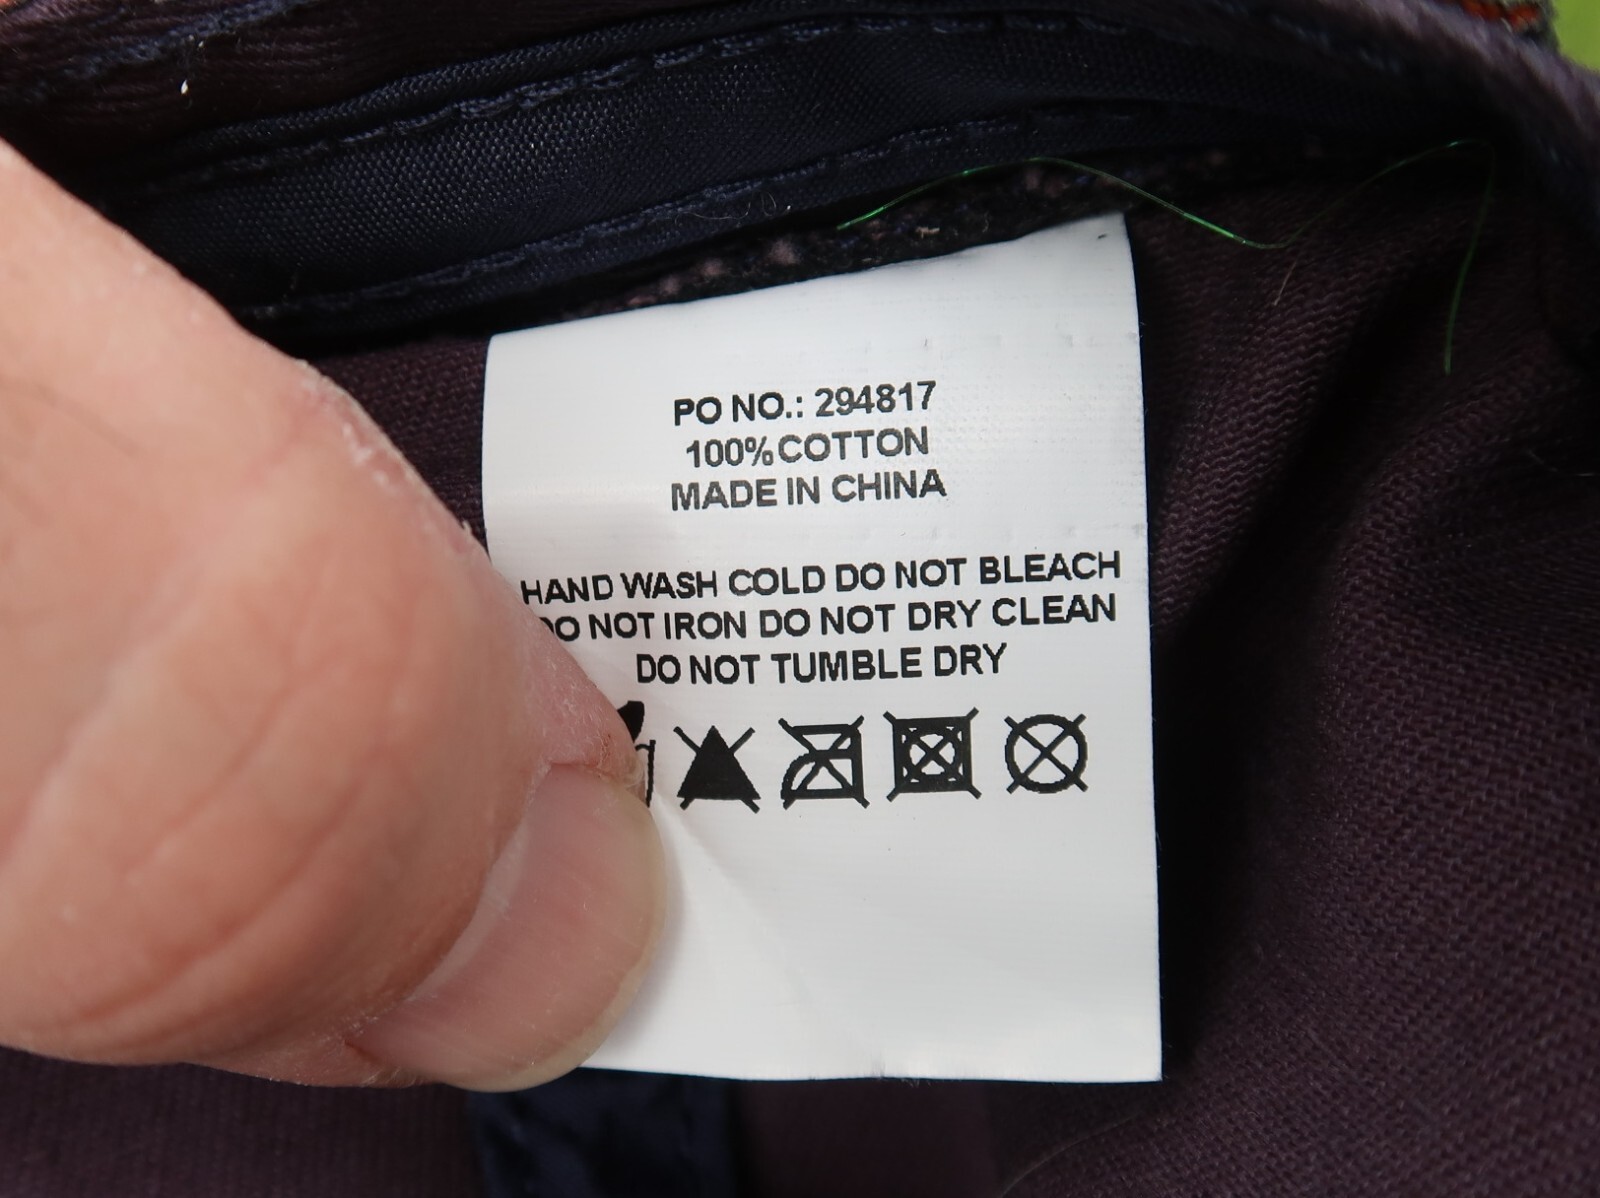 PO NO.: 294817
100% COTTON
MADE IN CHINA
HAND WASH COLD DO NOT BLEACH
DO NOT IRON DO NOT DRY CLEAN
DO NOT TUMBLE DRY